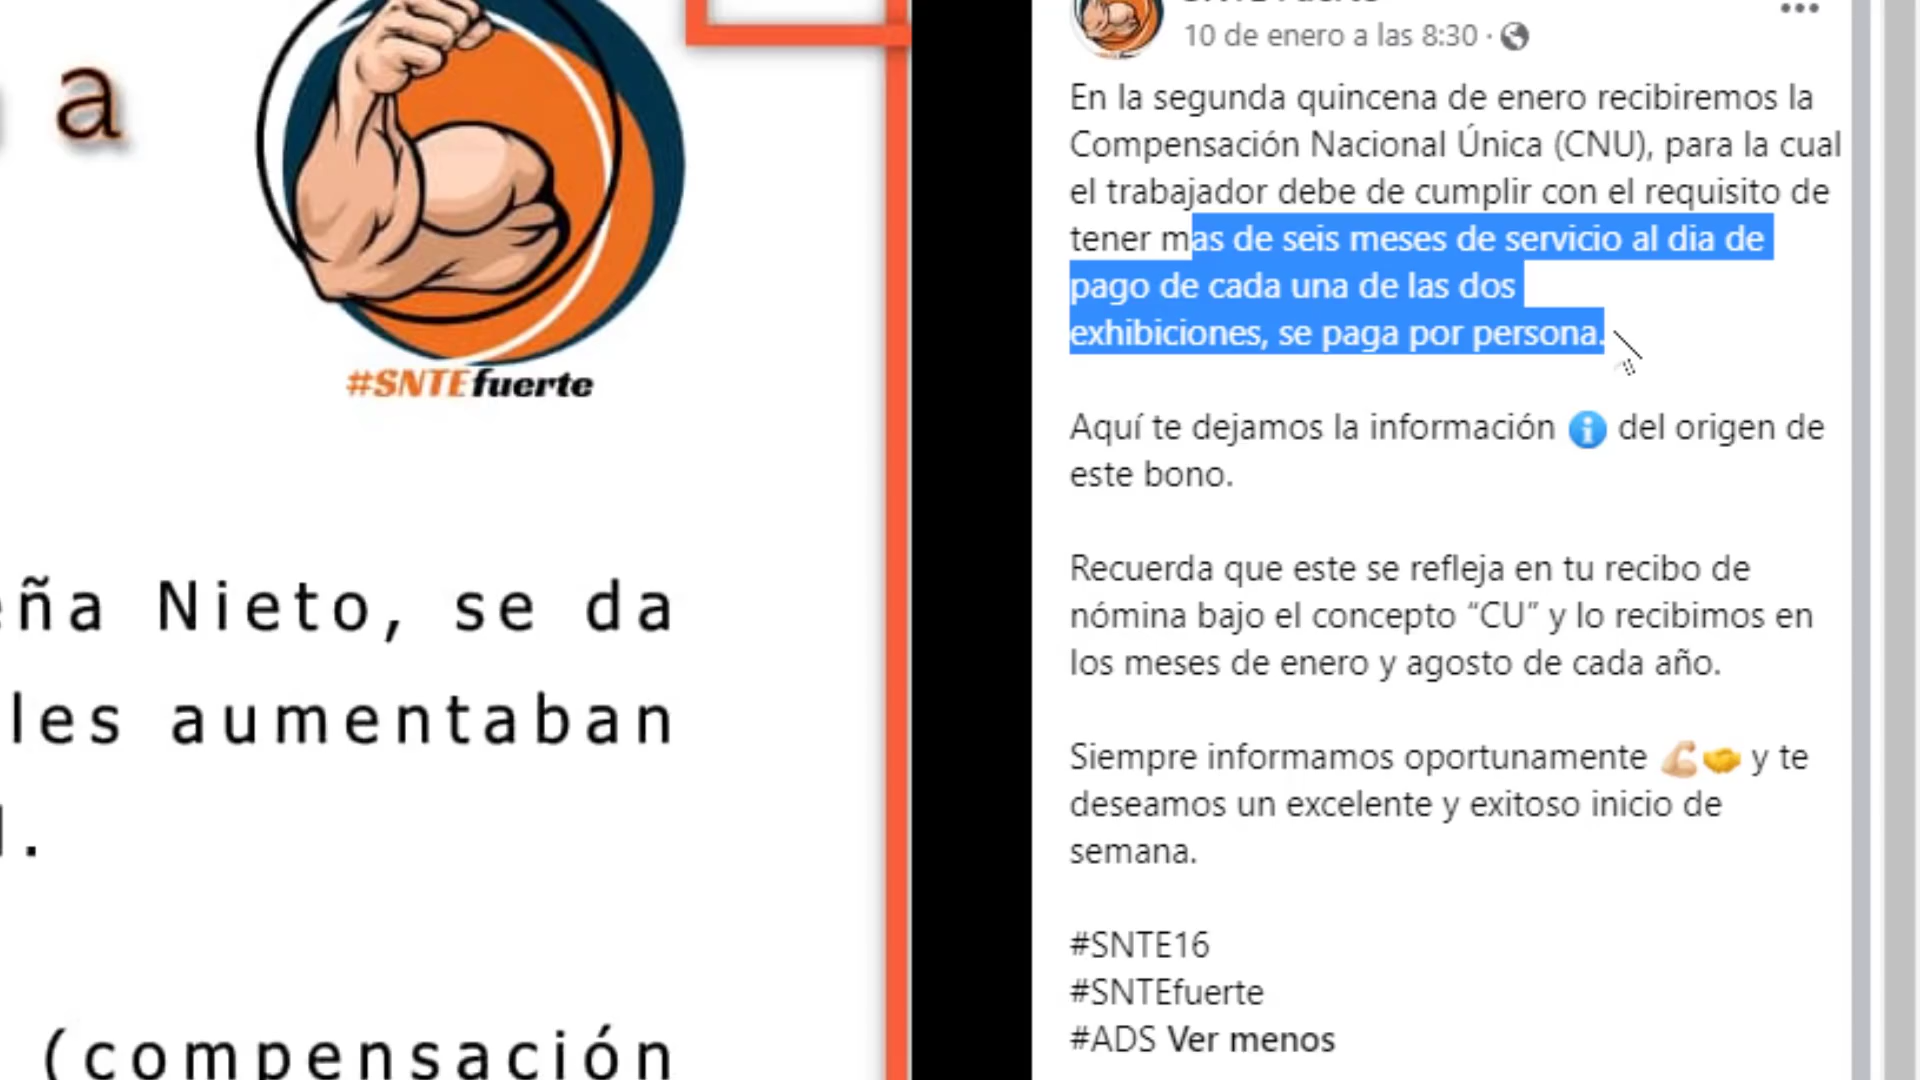 a
#SNTEfuerte
eña Nieto, se da
les aumentaban
(compensación
10 de enero a las 8:30 ·
En la segunda quincena de enero recibiremos la
Compensación Nacional Única (CNU), para la cual
el trabajador debe de cumplir con el requisito de
tener mas de seis meses de servicio al dia de
pago de cada una de las dos
exhibiciones, se paga por persona.
Aquí te dejamos la información ℹ️ del origen de
este bono.
Recuerda que este se refleja en tu recibo de
nómina bajo el concepto “CU” y lo recibimos en
los meses de enero y agosto de cada año.
Siempre informamos oportunamente 💪🏻🤝 y te
deseamos un excelente y exitoso inicio de
semana.
#SNTE16
#SNTEfuerte
#ADS Ver menos